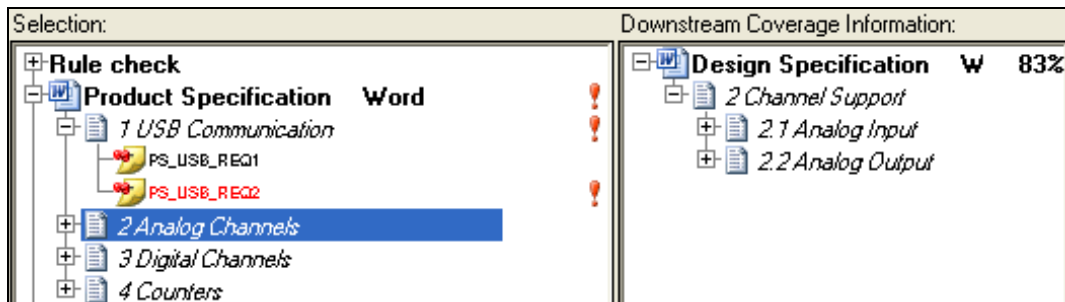 Selection:
Rule check
Product Specification Word
1 USB Communication
PS_USB_REQ1
PS_USB_REQ2
2 Analog Channels
3 Digital Channels
4 Counters
Downstream Coverage Information:
Design Specification W 83%
2 Channel Support
2.1 Analog Input
2.2 Analog Output